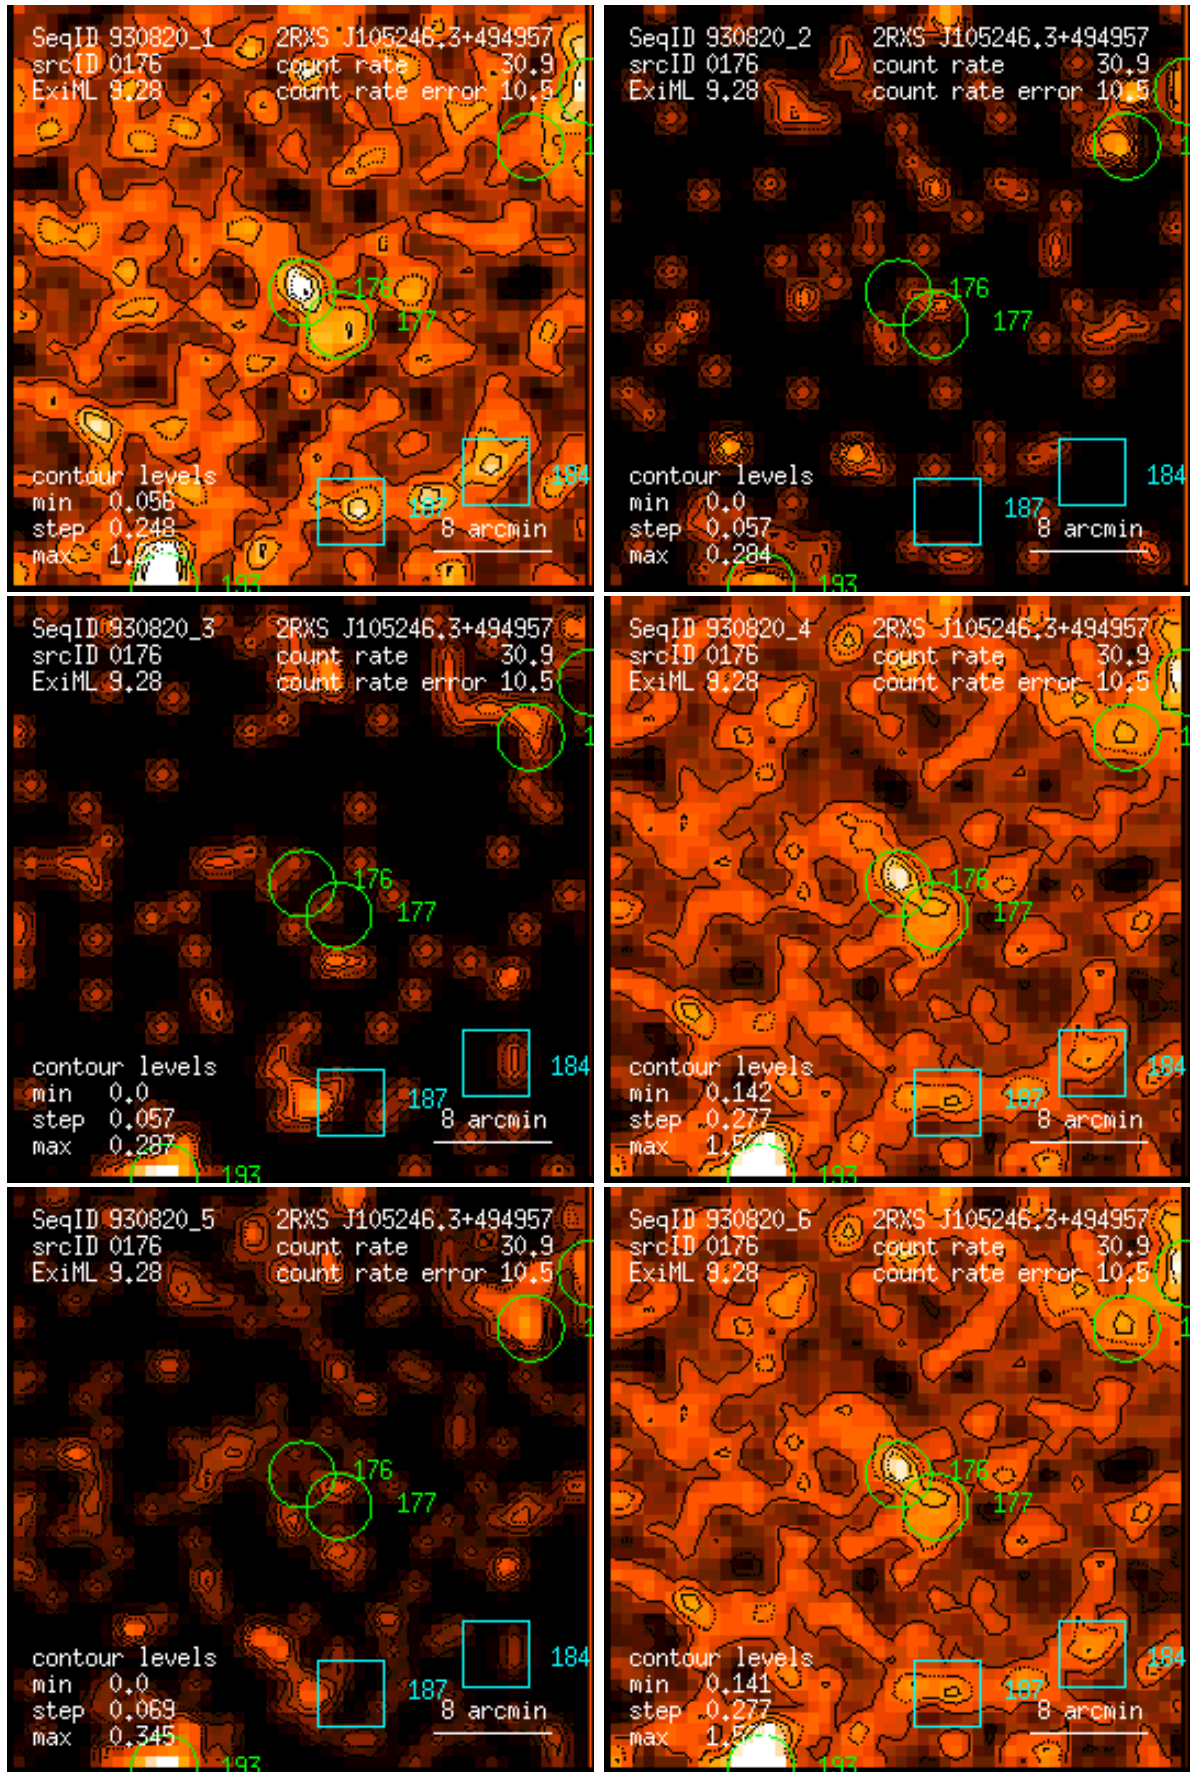 SeqID 930820_1 2RXS J105246.3+494957
srcID 0176 count rate 30.9
ExiML 9.28 count rate error 10.5
176
177
184
187
contour levels
min 0.056
step 0.248
max
8 arcmin
193
SeqID 930820_2 2RXS J105246.3+494957
srcID 0176 count rate 30.9
ExiML 9.28 count rate error 10.5
176
177
184
187
contour levels
min 0.0
step 0.057
max 0.284
8 arcmin
193
SeqID 930820_3 2RXS J105246.3+494957
srcID 0176 count rate 30.9
ExiML 9.28 count rate error 10.5
176
177
184
187
contour levels
min 0.0
step 0.057
max 0.287
8 arcmin
193
SeqID 930820_4 2RXS J105246.3+494957
srcID 0176 count rate 30.9
ExiML 9.28 count rate error 10.5
176
177
184
187
contour levels
min 0.142
step 0.277
max
8 arcmin
193
SeqID 930820_5 2RXS J105246.3+494957
srcID 0176 count rate 30.9
ExiML 9.28 count rate error 10.5
176
177
184
187
contour levels
min 0.0
step 0.069
max 0.345
8 arcmin
193
SeqID 930820_6 2RXS J105246.3+494957
srcID 0176 count rate 30.9
ExiML 9.28 count rate error 10.5
176
177
184
187
contour levels
min 0.141
step 0.277
max
8 arcmin
193